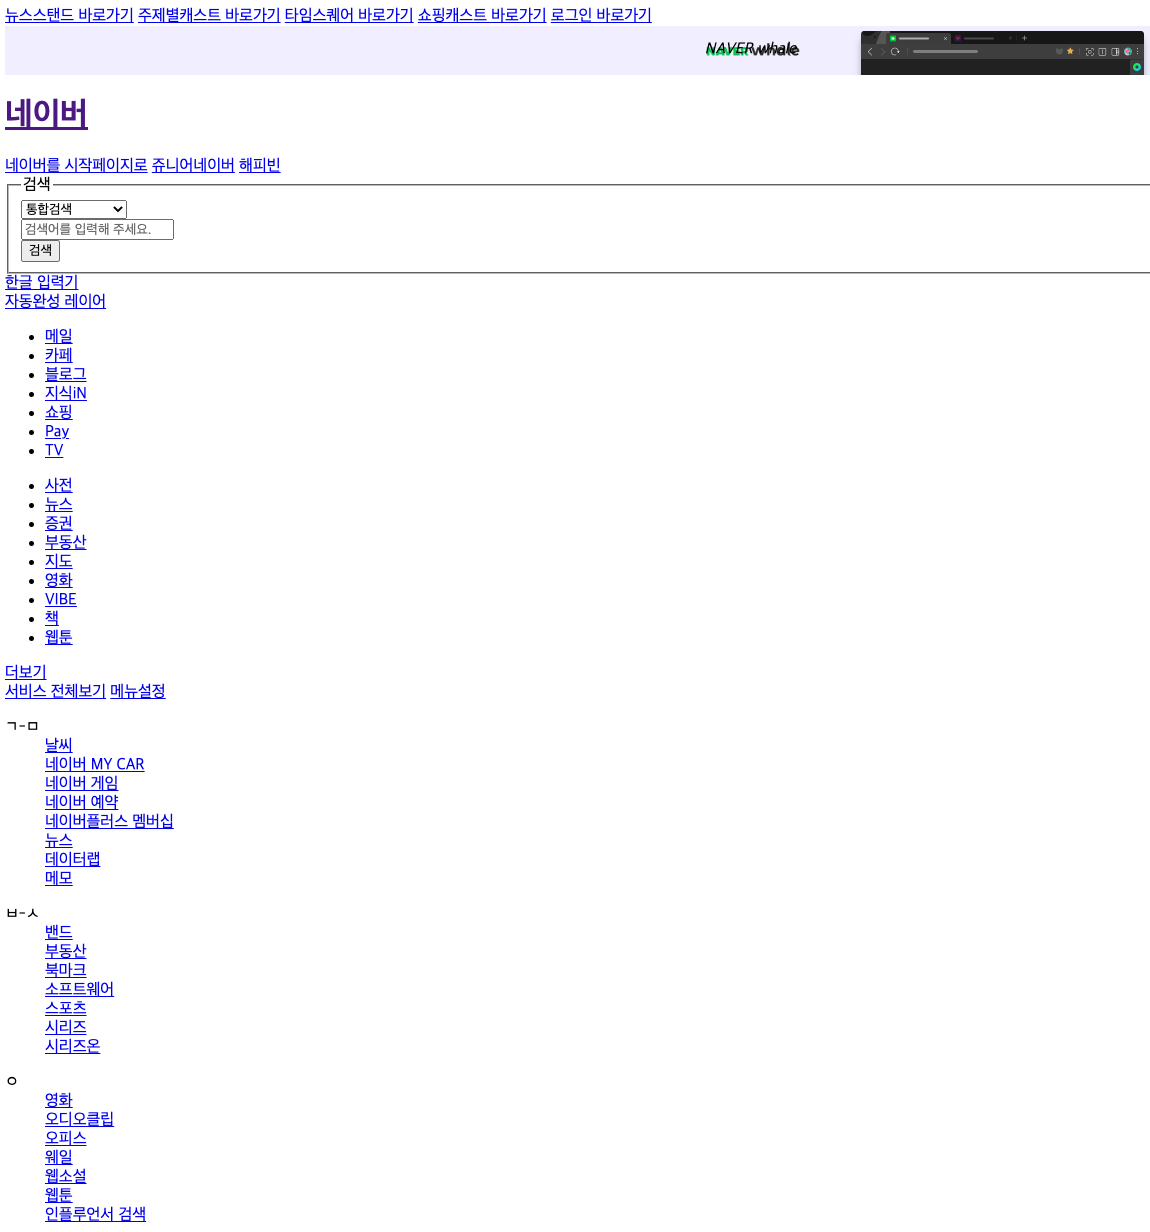 뉴스스탠드 바로가기 주제별캐스트 바로가기 타임스퀘어 바로가기 쇼핑캐스트 바로가기 로그인 바로가기
NAVER whale
네이버
네이버를 시작페이지로 쥬니어네이버 해피빈
검색
통합검색
검색어를 입력해 주세요.
검색
한글 입력기
자동완성 레이어
메일
카페
블로그
지식iN
쇼핑
Pay
TV
사전
뉴스
증권
부동산
지도
영화
VIBE
책
웹툰
더보기
서비스 전체보기 메뉴설정
ㄱ-ㅁ
날씨
네이버 MY CAR
네이버 게임
네이버 예약
네이버플러스 멤버십
뉴스
데이터랩
메모
ㅂ-ㅅ
밴드
부동산
북마크
소프트웨어
스포츠
시리즈
시리즈온
ㅇ
영화
오디오클립
오피스
웨일
웹소설
웹툰
인플루언서 검색